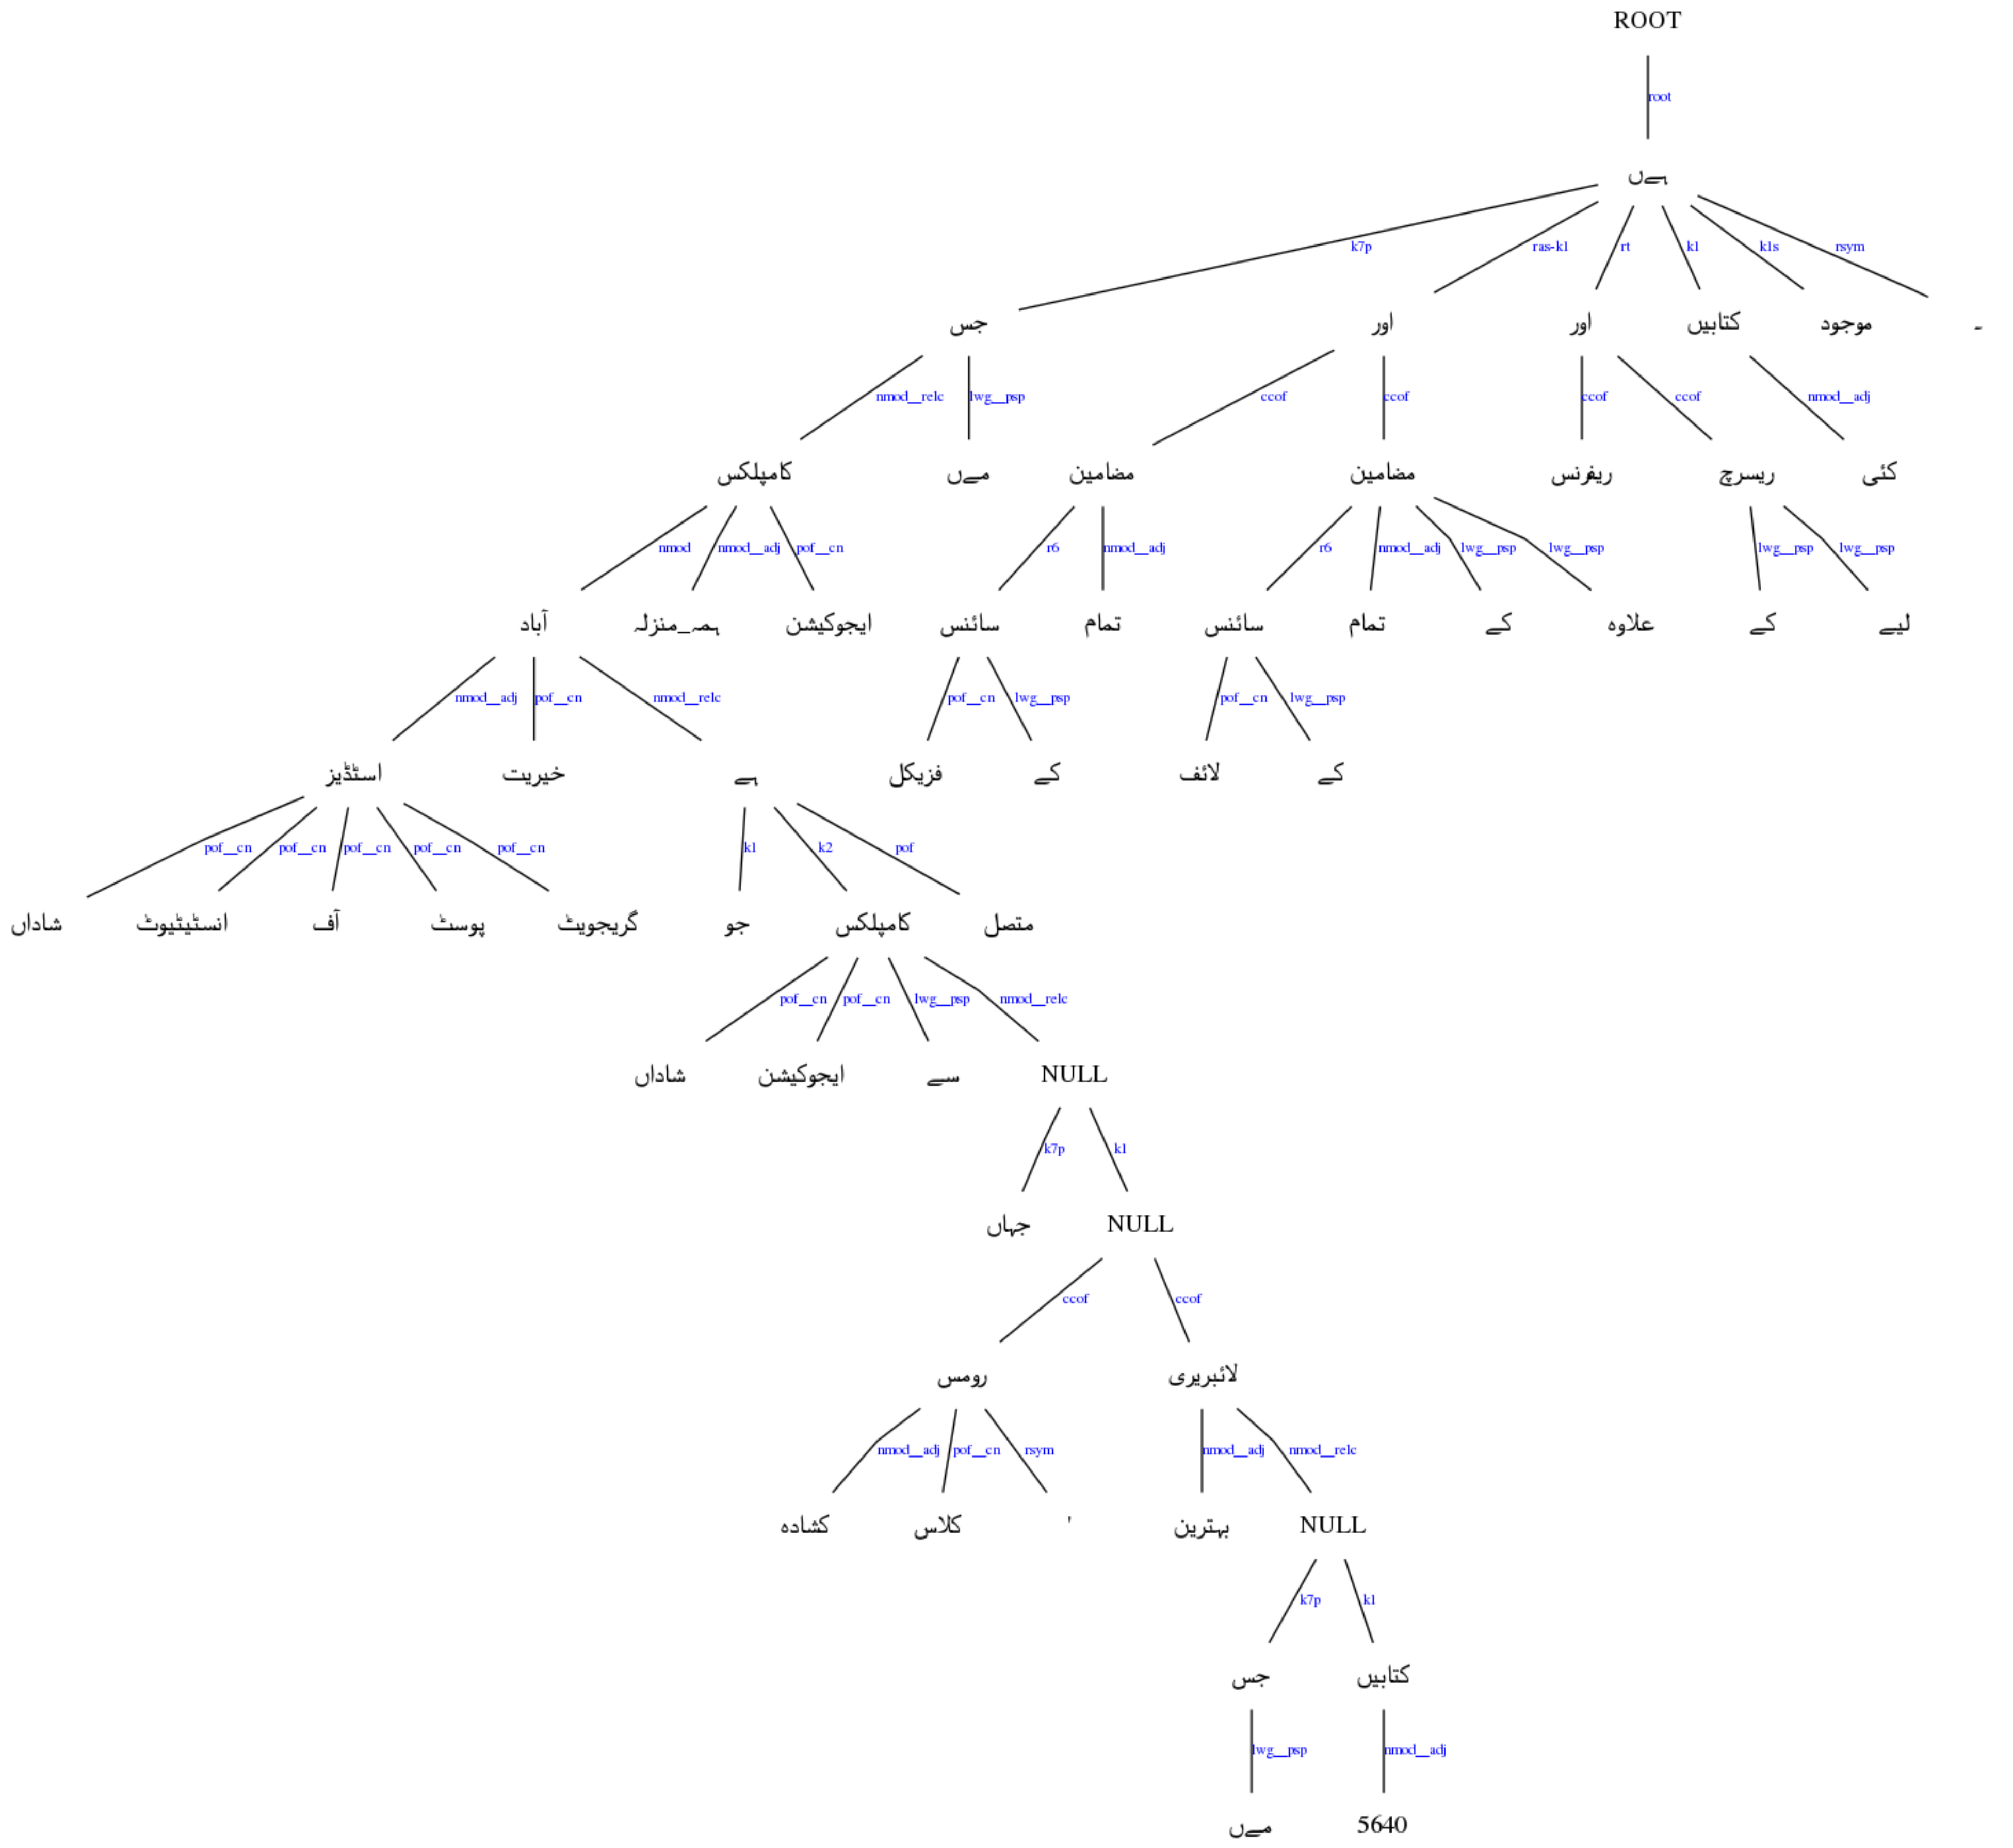 ROOT
root
ہےں
k7p ras-k1 rt k1 k1s rsym
جس اور اور کتابیں موجود ۔
nmod__relc lwg__psp ccof ccof ccof ccof nmod__adj
کامپلکس مےں مضامین مضامین ریفرنس ریسرچ کئی
nmod nmod__adj pof__cn r6 nmod__adj r6 nmod__adj lwg__psp lwg__psp lwg__psp lwg__psp
آباد ہمہ_منزلہ ایجوکیشن سائنس تمام سائنس تمام کے علاوہ کے لیے
nmod__adj pof__cn nmod__relc pof__cn lwg__psp pof__cn lwg__psp
اسٹڈیز خیریت ہے فزیکل کے لائف کے
pof__cn pof__cn pof__cn pof__cn pof__cn k1 k2 pof
شاداں انسٹیٹیوٹ آف پوسٹ گریجویٹ جو کامپلکس متصل
pof__cn pof__cn lwg__psp nmod__relc
شاداں ایجوکیشن سے NULL
k7p k1
جہاں NULL
ccof ccof
رومس لائبریری
nmod__adj pof__cn rsym nmod__adj nmod__relc
کشادہ کلاس ' بہترین NULL
k7p k1
جس کتابیں
lwg__psp nmod__adj
مےں 5640